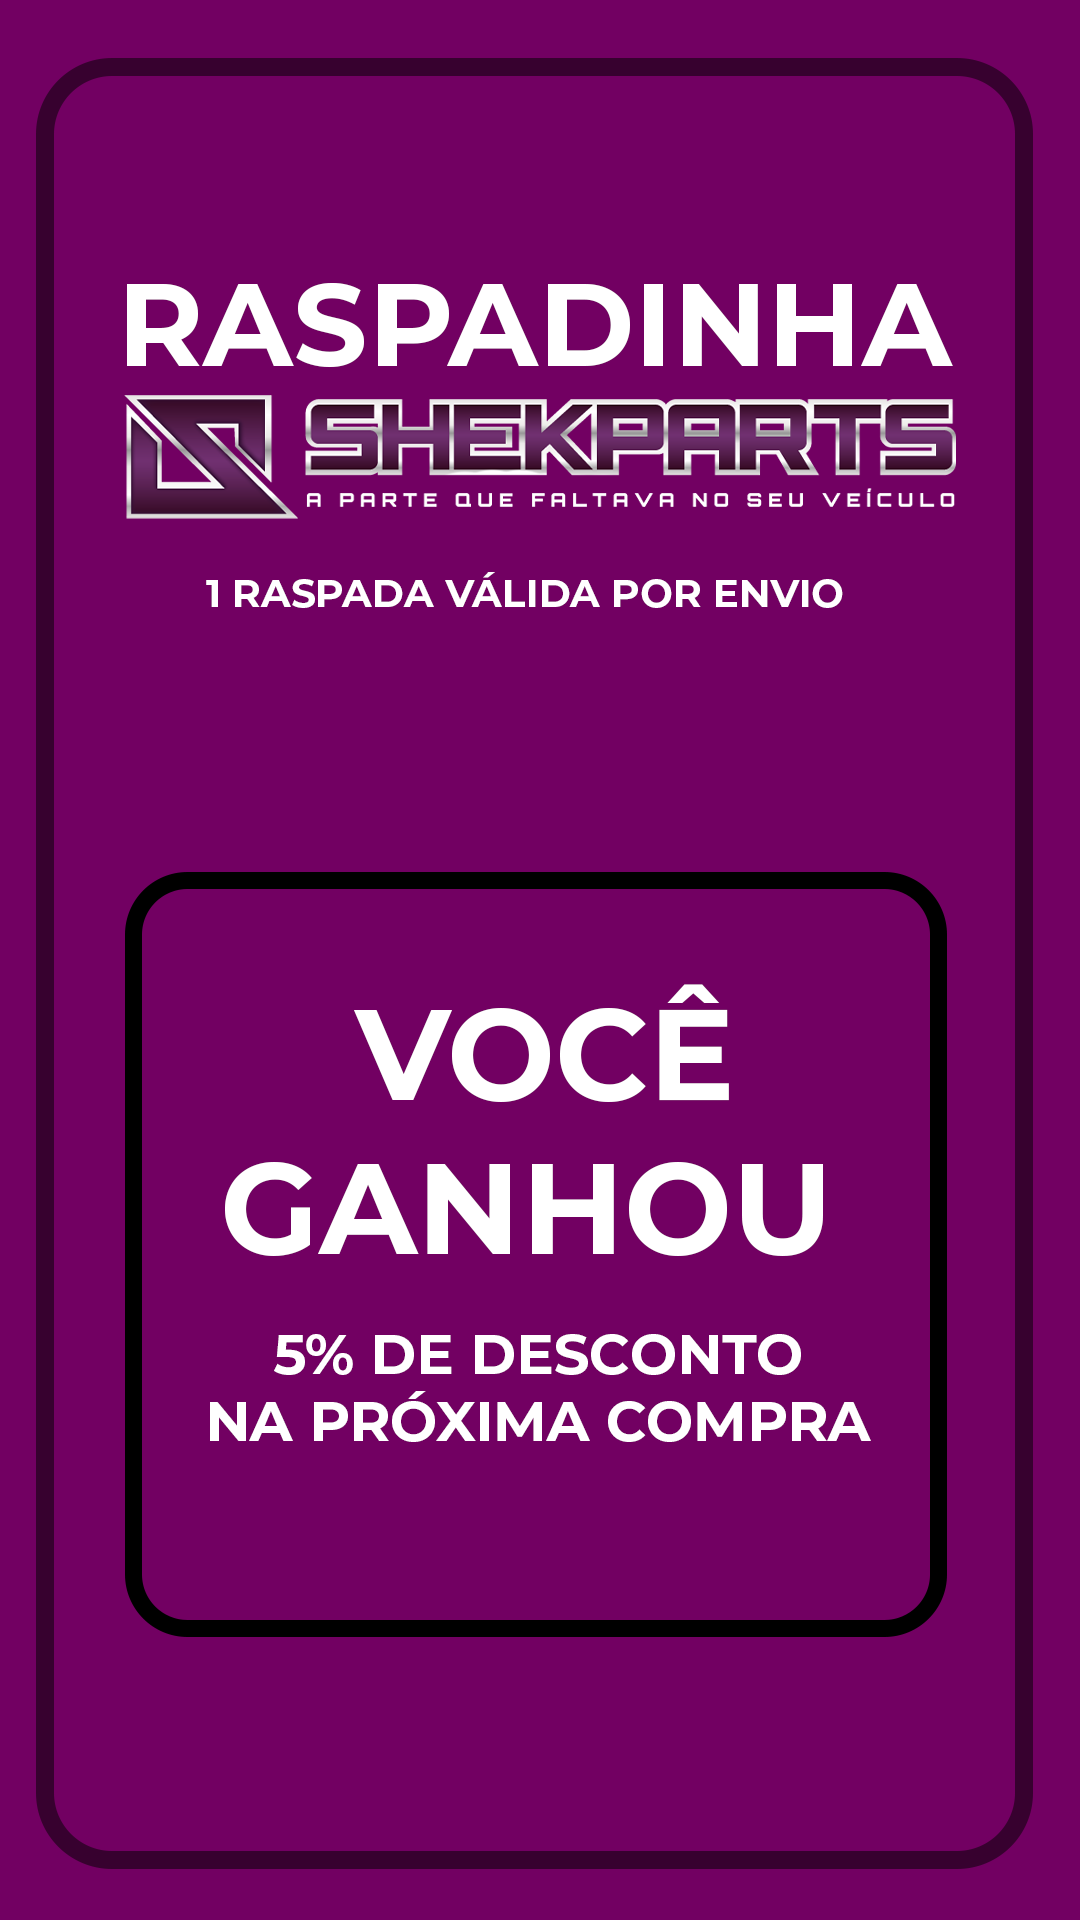 RASPADINHA
SHEKPARTS
A PARTE QUE FALTAVA NO SEU VEÍCULO
1 RASPADA VÁLIDA POR ENVIO
VOCÊ
GANHOU
5% DE DESCONTO
NA PRÓXIMA COMPRA